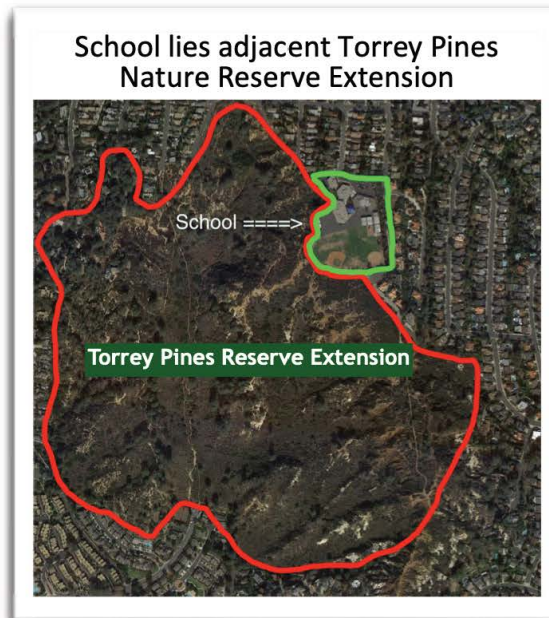 School lies adjacent Torrey Pines
Nature Reserve Extension
School ====>
Torrey Pines Reserve Extension